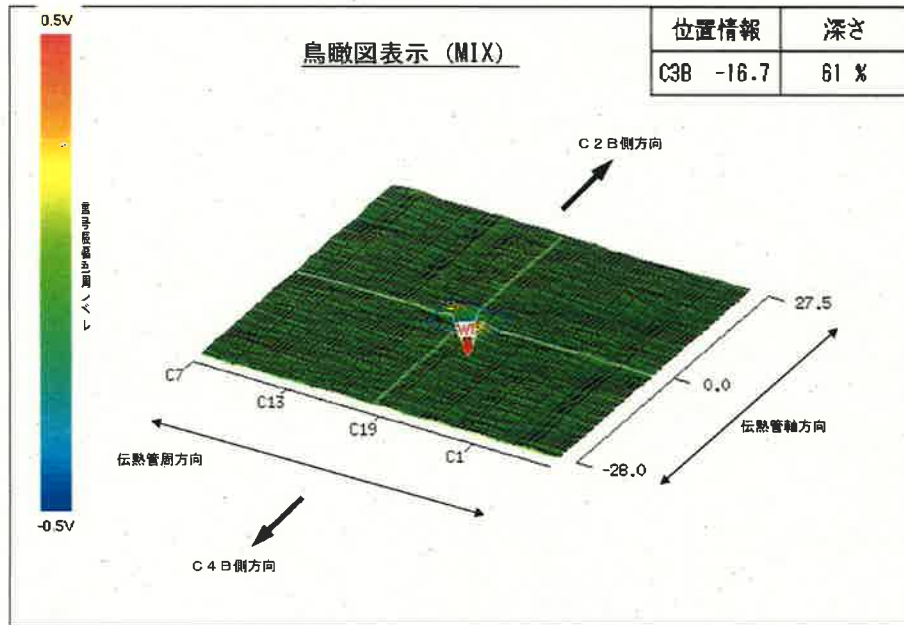 0.5V
鳥瞰図表示 (MIX)
位置情報 深さ
C3B -16.7 61 %
C2B側方向
27.5
0.0
-28.0
伝熱管軸方向
C7
C13
C19
C1
伝熱管周方向
C4B側方向
-0.5V